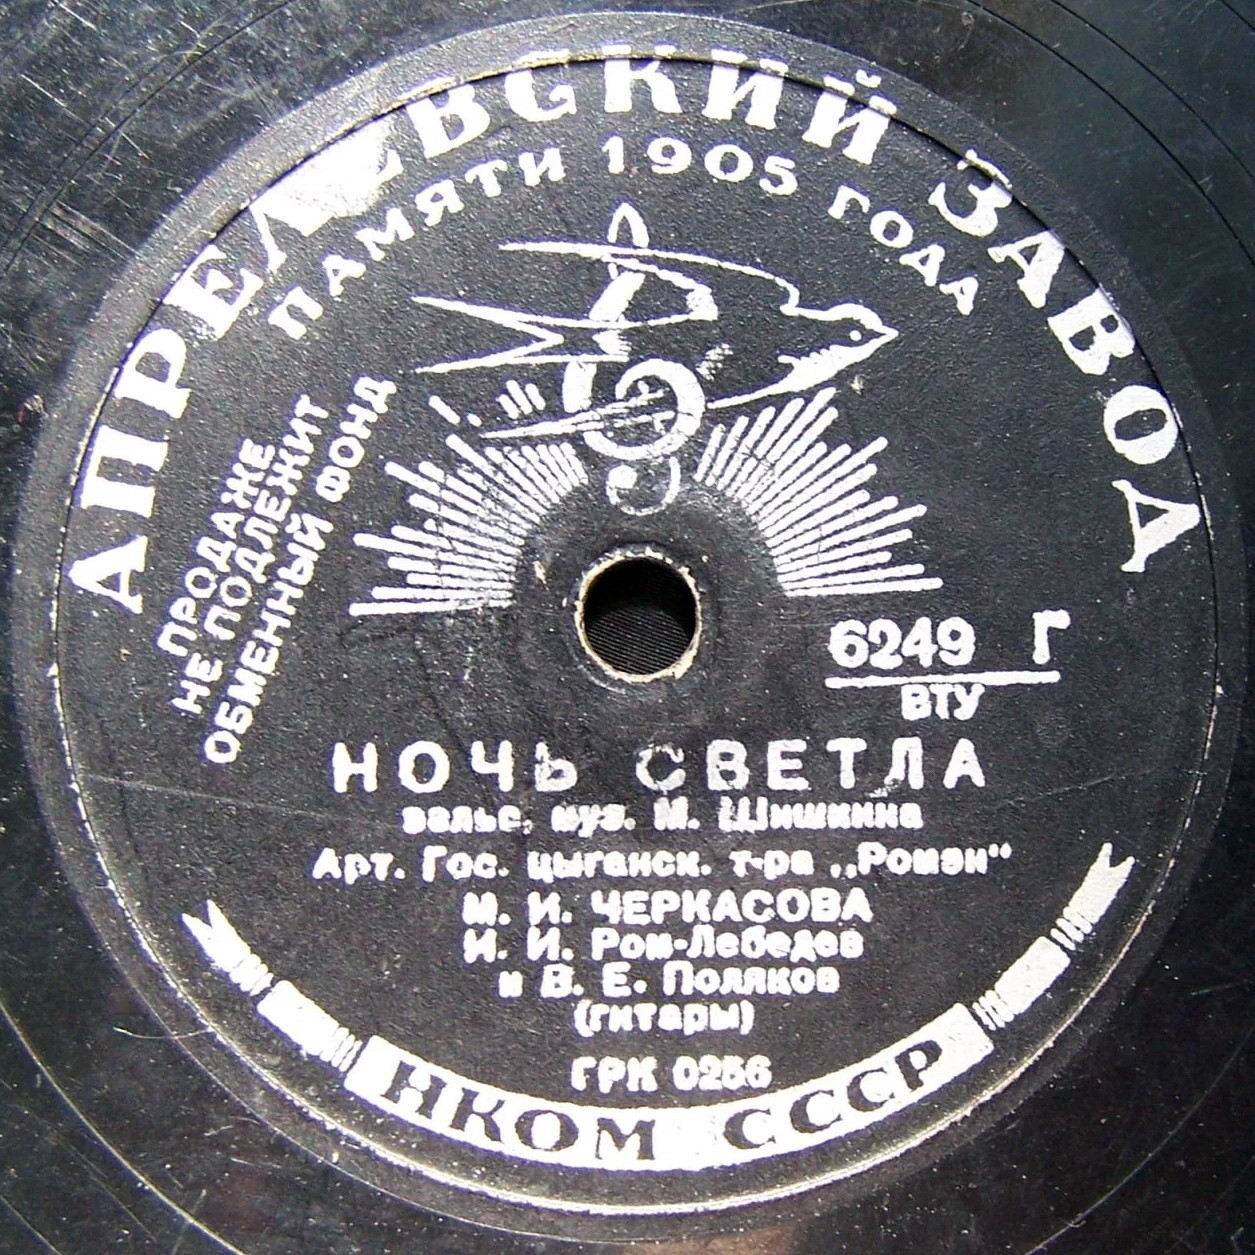 АПРЕЛЕВСКИЙ ЗАВОД
ПАМЯТИ 1905 ГОДА
ПРОДАЖЕ
НЕ ПОДЛЕЖИТ
ОБМЕННЫЙ ФОНД
6249 Г
ВТУ
НОЧЬ СВЕТЛА
вальс, муз. М. Шишкина
Арт. Гос. цыганск. т-ра „Ромэн“
М. И. ЧЕРКАСОВА
И. И. Ром-Лебедев
и В. Е. Поляков
(гитары)
ГРК 0256
НКОМ СССР